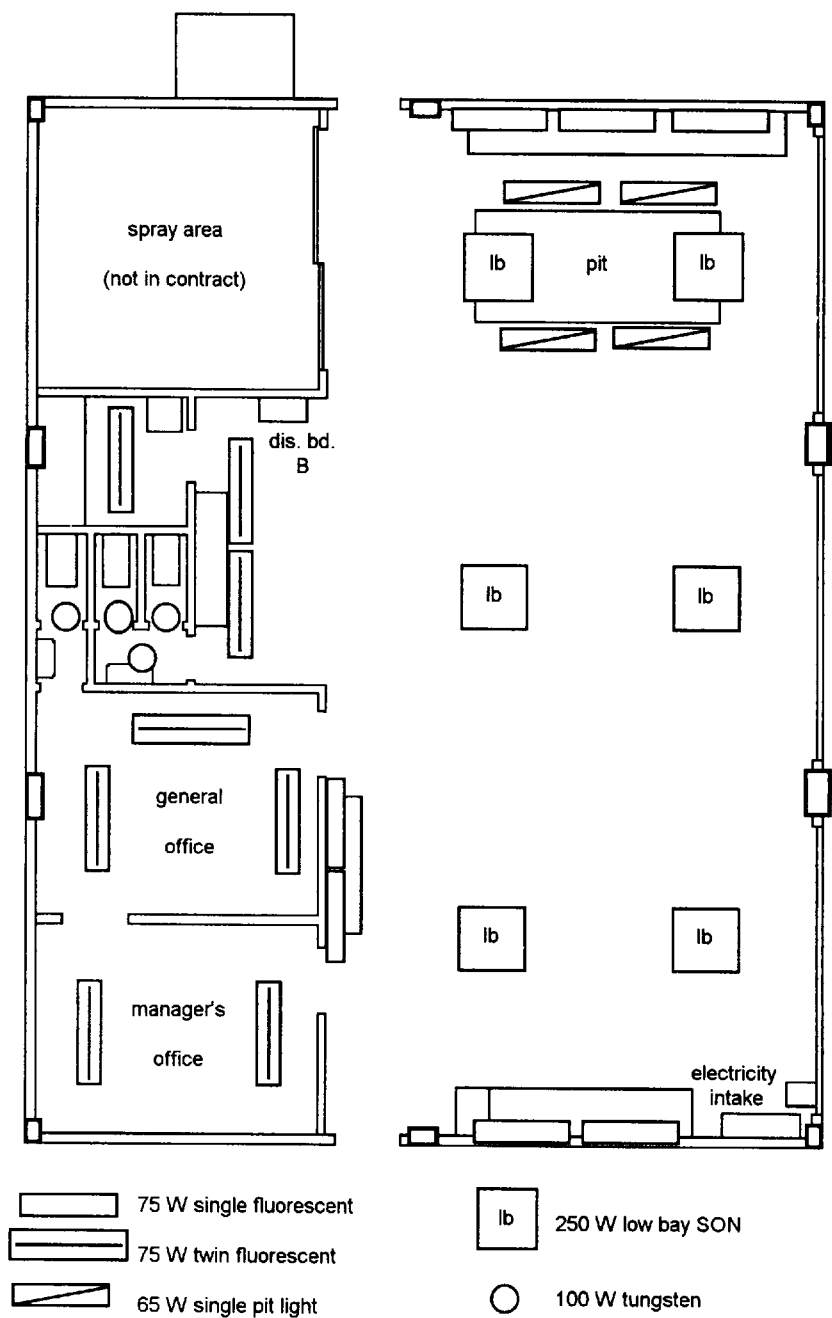 spray area
(not in contract)
lb
pit
lb
dis. bd.
B
lb
lb
general
office
lb
lb
manager's
office
electricity
intake
75 W single fluorescent
75 W twin fluorescent
65 W single pit light
lb
250 W low bay SON
100 W tungsten